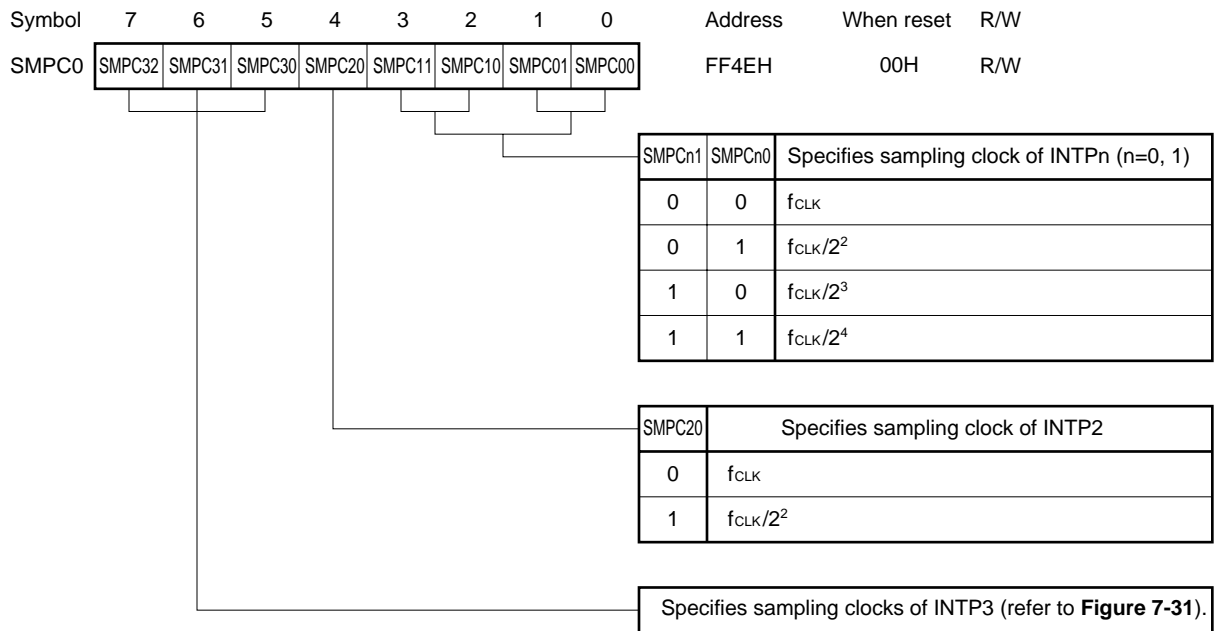 Symbol 7 6 5 4 3 2 1 0 Address When reset R/W
SMPC0 SMPC32 SMPC31 SMPC30 SMPC20 SMPC11 SMPC10 SMPC01 SMPC00 FF4EH 00H R/W
SMPCn1 SMPCn0 Specifies sampling clock of INTPn (n=0, 1)
0 0 fCLK
0 1 fCLK/2²
1 0 fCLK/2³
1 1 fCLK/2⁴
SMPC20 Specifies sampling clock of INTP2
0 fCLK
1 fCLK/2²
Specifies sampling clocks of INTP3 (refer to Figure 7-31).